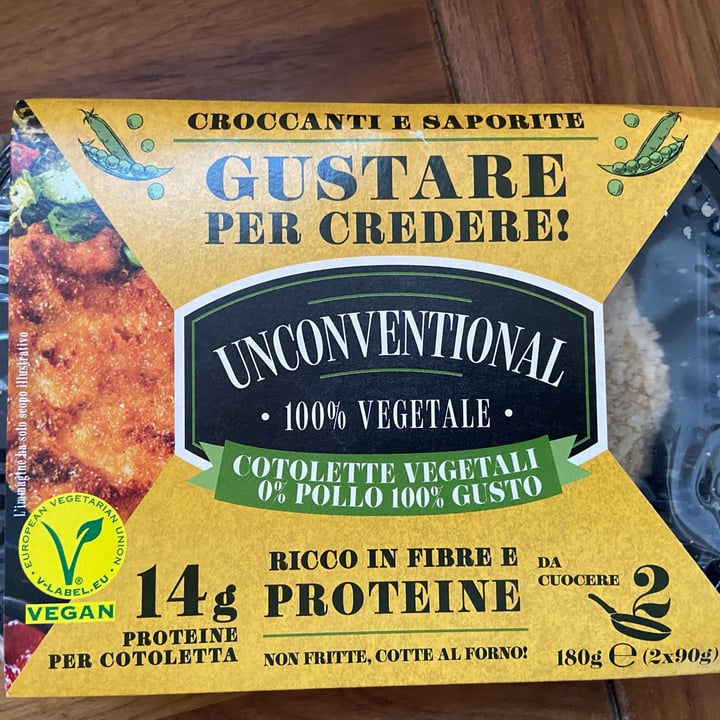 CROCCANTI E SAPORITE
GUSTARE
PER CREDERE!
UNCONVENTIONAL
• 100% VEGETALE •
COTOLETTE VEGETALI
0% POLLO 100% GUSTO
L'immagine ha solo scopo illustrativo
• EUROPEAN VEGETARIAN UNION •
V-LABEL.EU
®
VEGAN
14g
PROTEINE
PER COTOLETTA
RICCO IN FIBRE E
PROTEINE
NON FRITTE, COTTE AL FORNO!
DA
CUOCERE
2
180g ℮ (2x90g)